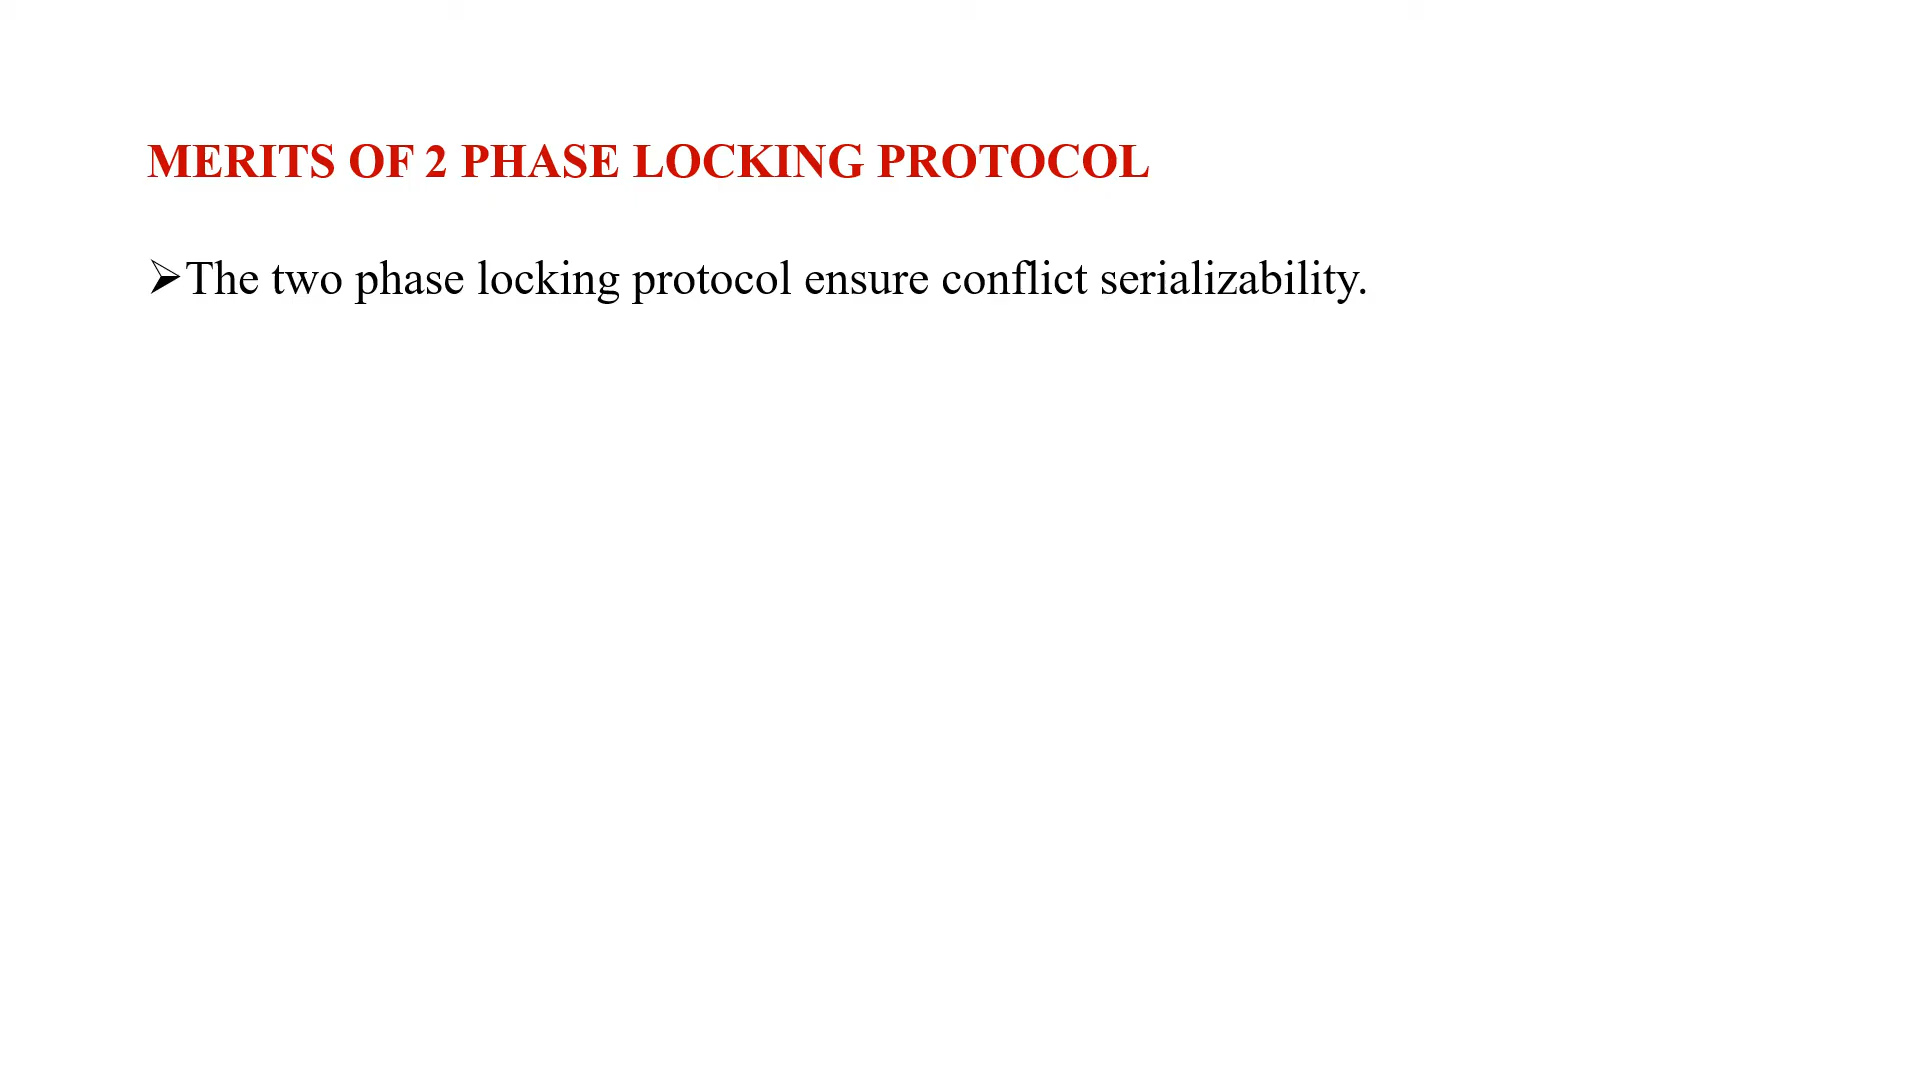 MERITS OF 2 PHASE LOCKING PROTOCOL
➢The two phase locking protocol ensure conflict serializability.